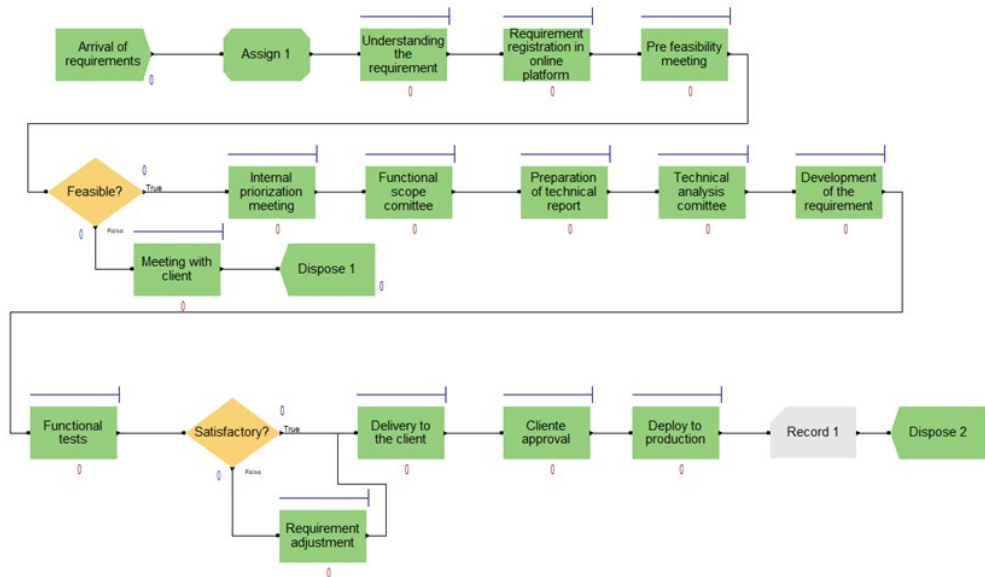 Arrival of
requirements
0
Assign 1
Understanding
the
requirement
0
Requirement
registration in
online
platform
0
Pre feasibility
meeting
0
Feasible?
0
True
0
False
Internal
priorization
meeting
0
Functional
scope
comittee
0
Preparation
of technical
report
0
Technical
analysis
comittee
0
Development
of the
requirement
0
Meeting with
client
0
Dispose 1
0
Functional
tests
0
Satisfactory?
0
True
0
False
Requirement
adjustment
0
Delivery to
the client
0
Cliente
approval
0
Deploy to
production
0
Record 1
Dispose 2